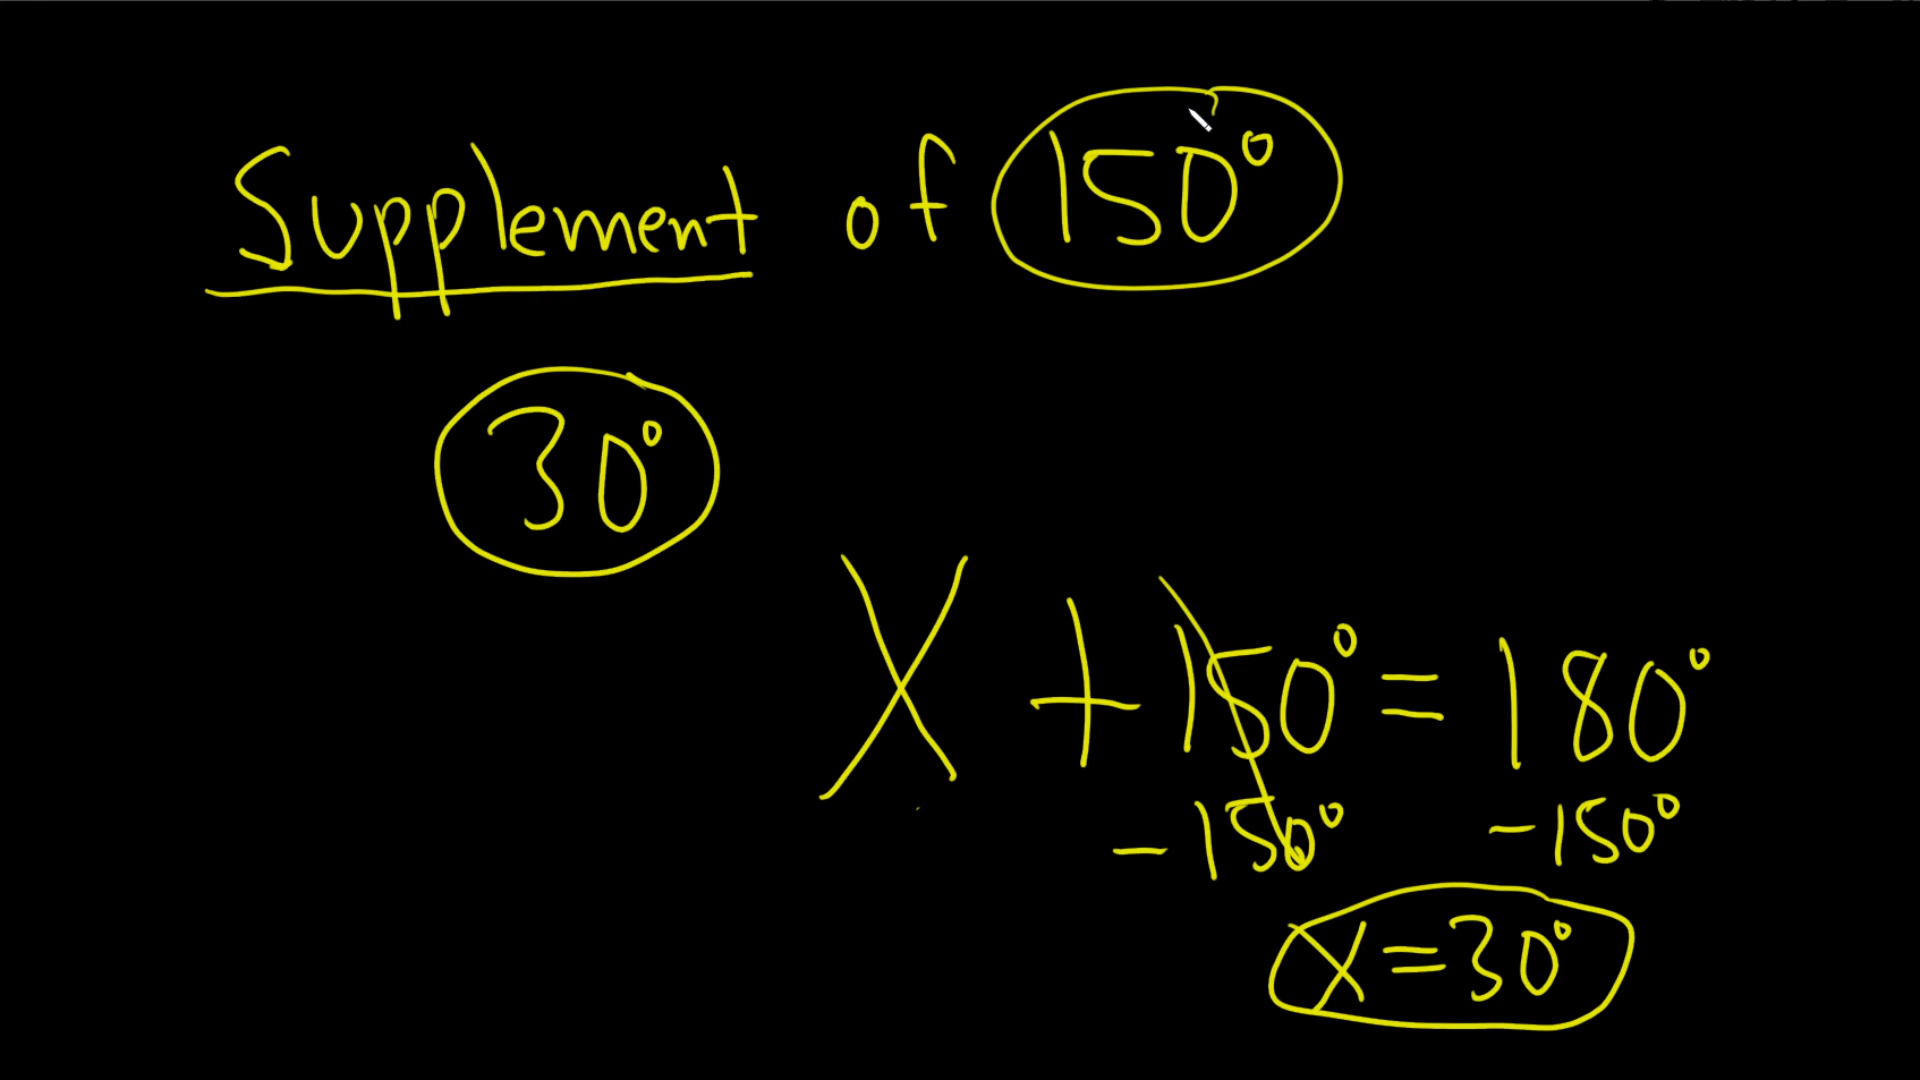 Supplement of 150°
30°
X + 150° = 180°
- 150° - 150°
X = 30°